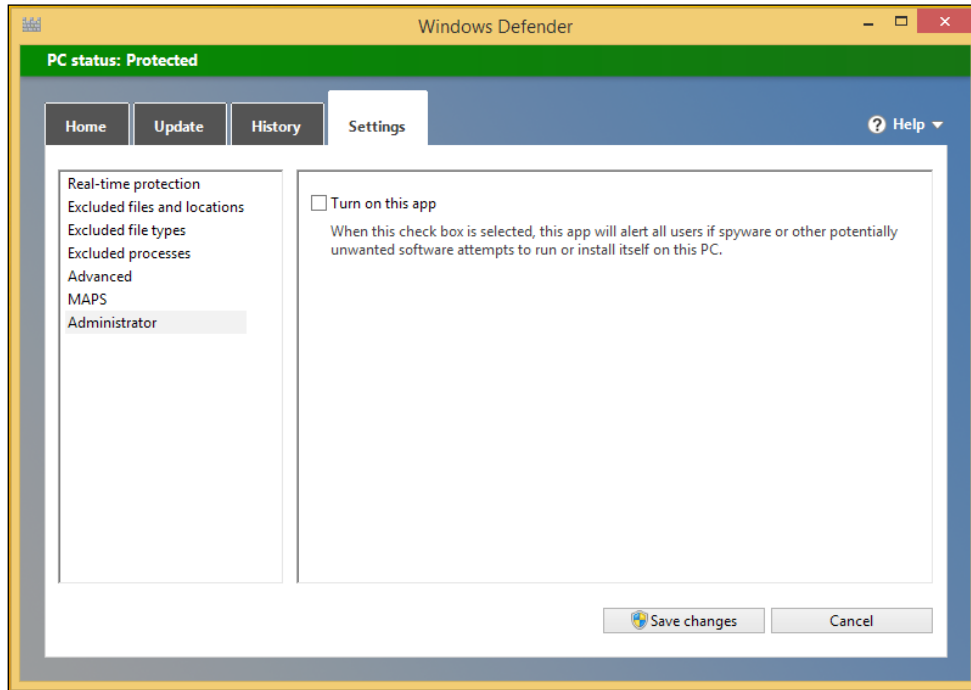 Windows Defender
PC status: Protected
Home
Update
History
Settings
Help
Real-time protection
Excluded files and locations
Excluded file types
Excluded processes
Advanced
MAPS
Administrator
Turn on this app
When this check box is selected, this app will alert all users if spyware or other potentially
unwanted software attempts to run or install itself on this PC.
Save changes
Cancel